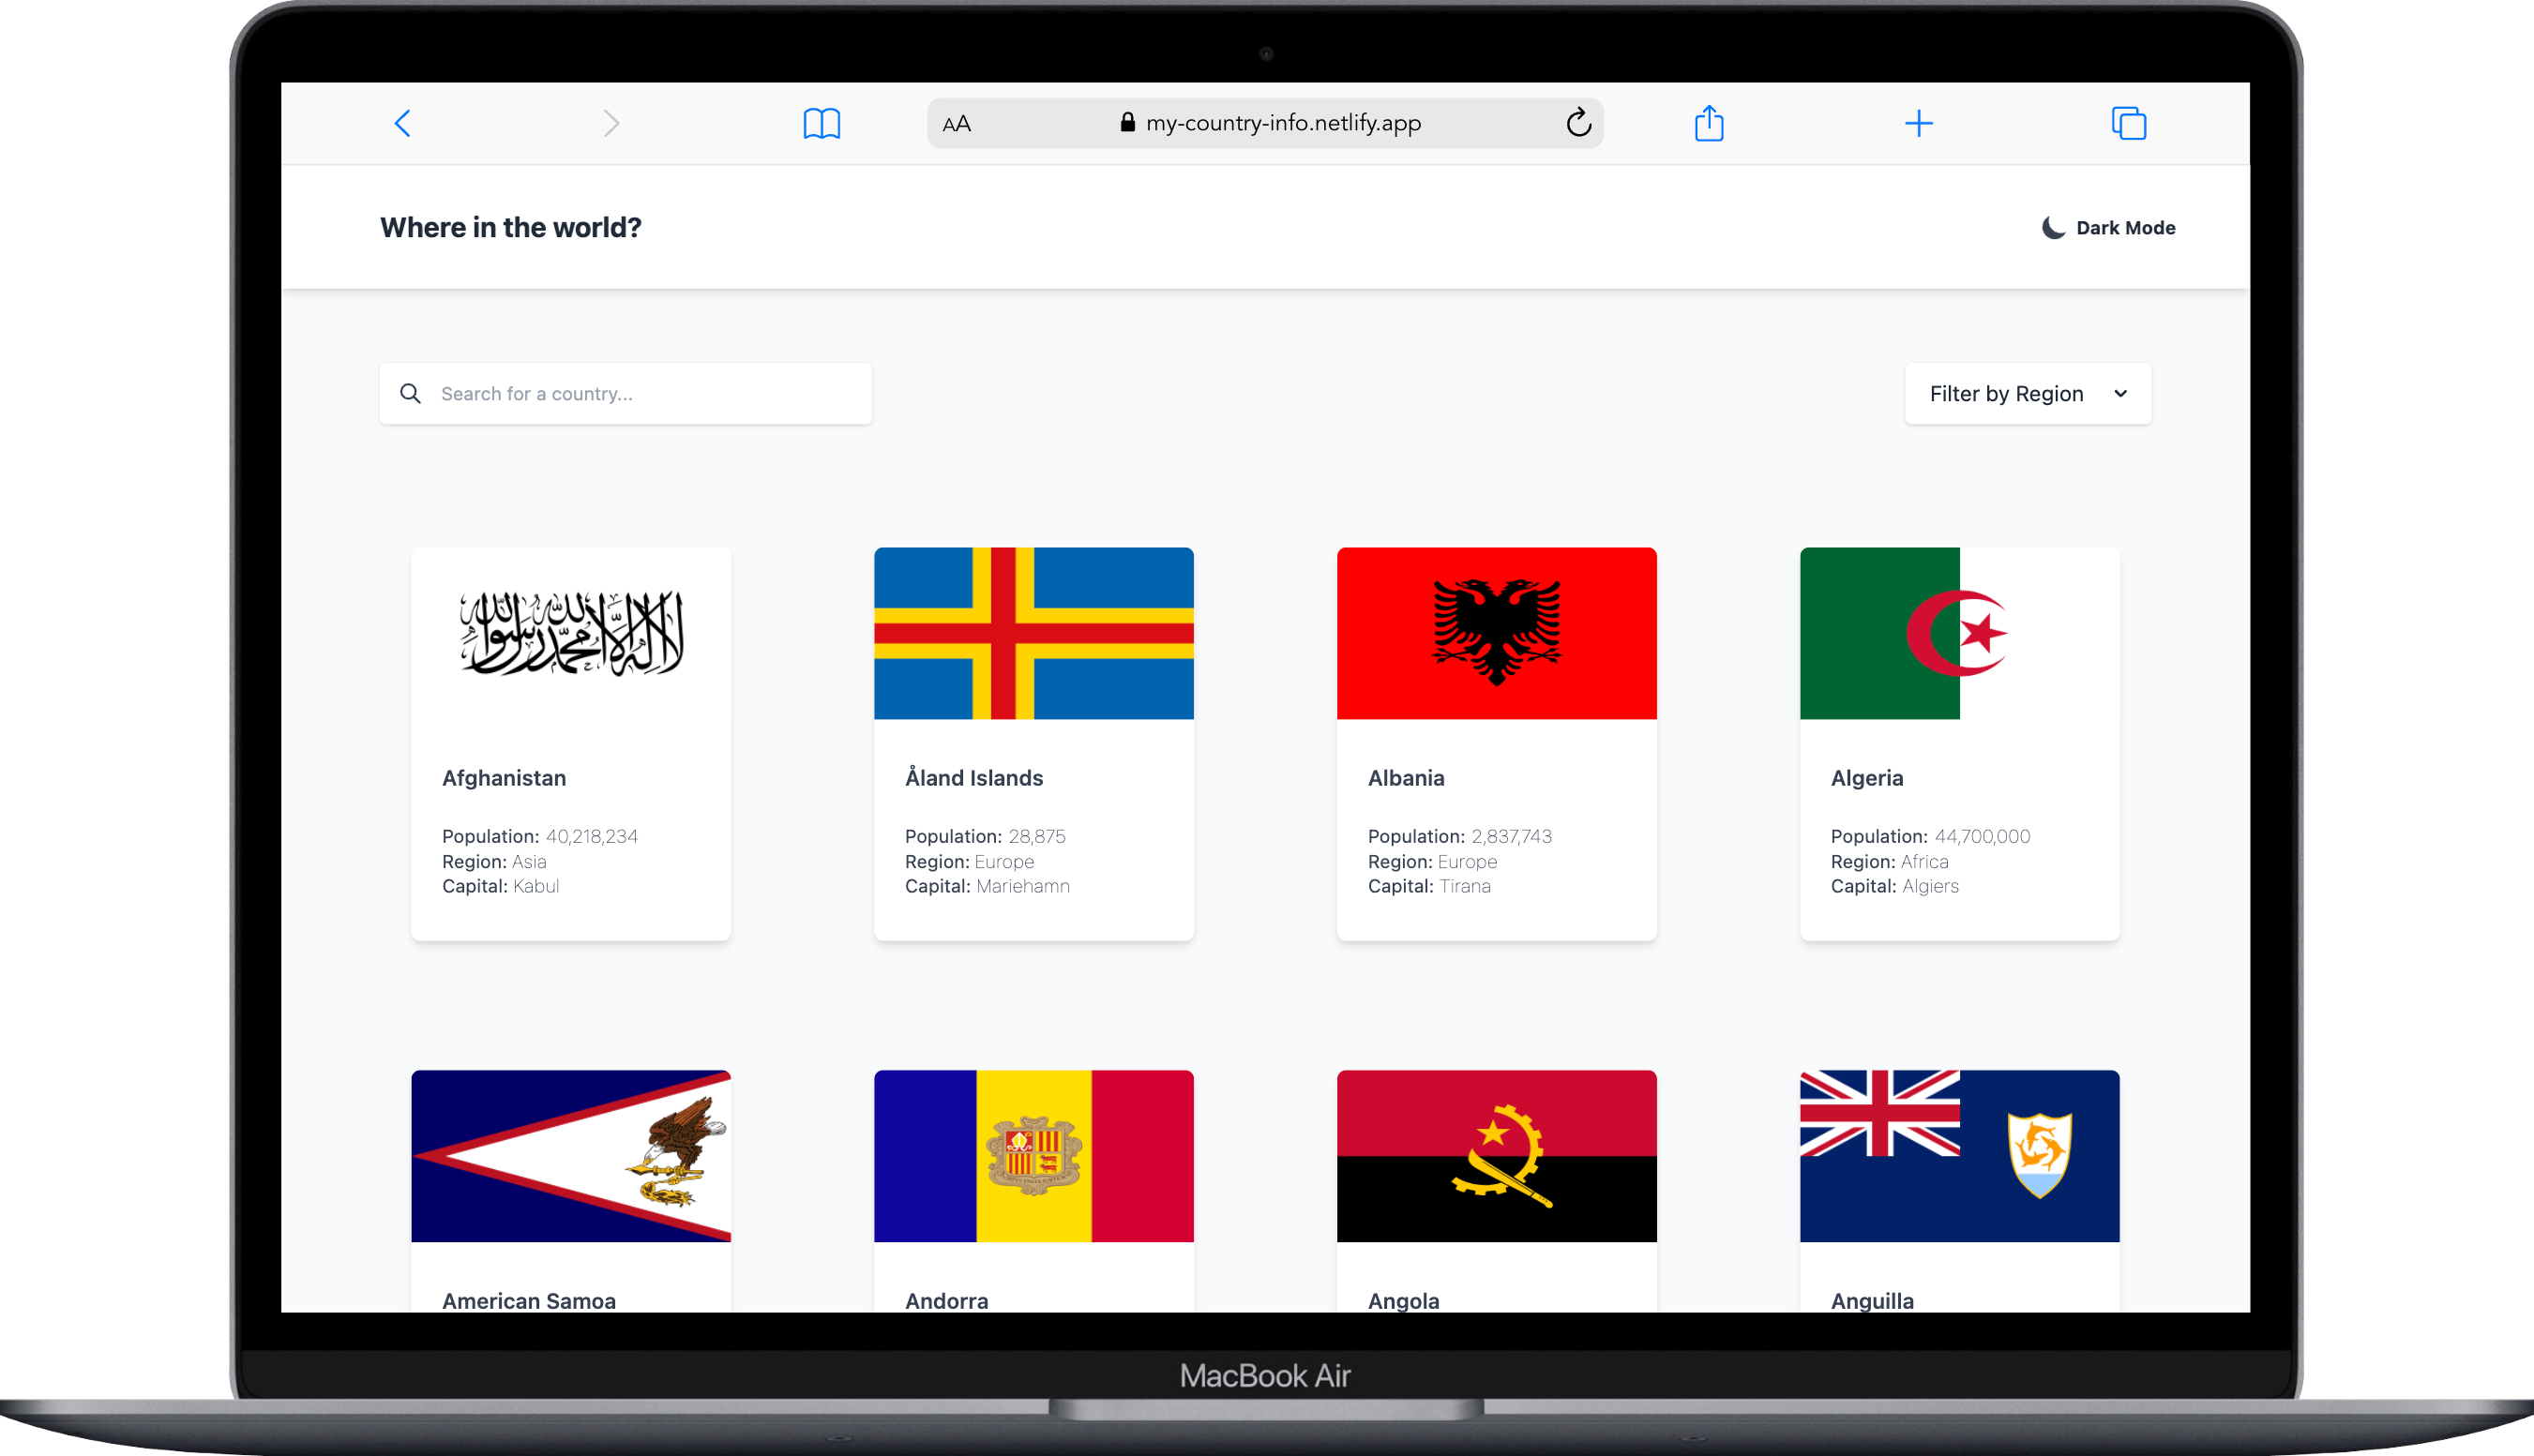 AA my-country-info.netlify.app
Where in the world?
Dark Mode
Search for a country...
Filter by Region
لا إله إلا الله محمد رسول الله
Afghanistan
Population: 40,218,234
Region: Asia
Capital: Kabul
Åland Islands
Population: 28,875
Region: Europe
Capital: Mariehamn
Albania
Population: 2,837,743
Region: Europe
Capital: Tirana
Algeria
Population: 44,700,000
Region: Africa
Capital: Algiers
American Samoa
Andorra
Angola
Anguilla
MacBook Air